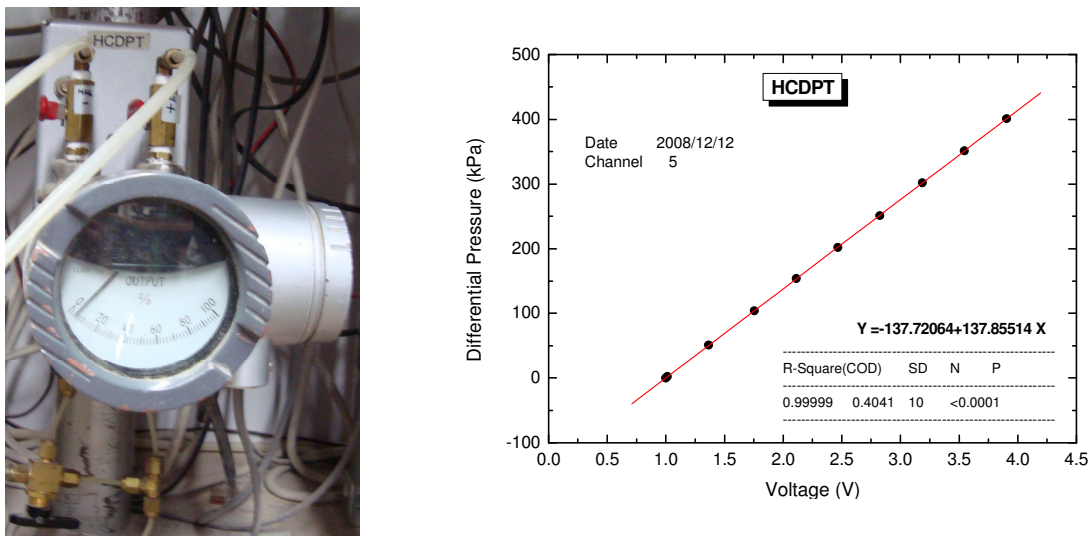 HCDPT
-
+
OUTPUT
%
0 20 40 60 80 100
HCDPT
Date 2008/12/12
Channel 5
Differential Pressure (kPa)
500
400
300
200
100
0
-100
Y =-137.72064+137.85514 X
R-Square(COD) SD N P
0.99999 0.4041 10 <0.0001
0.0 0.5 1.0 1.5 2.0 2.5 3.0 3.5 4.0 4.5
Voltage (V)